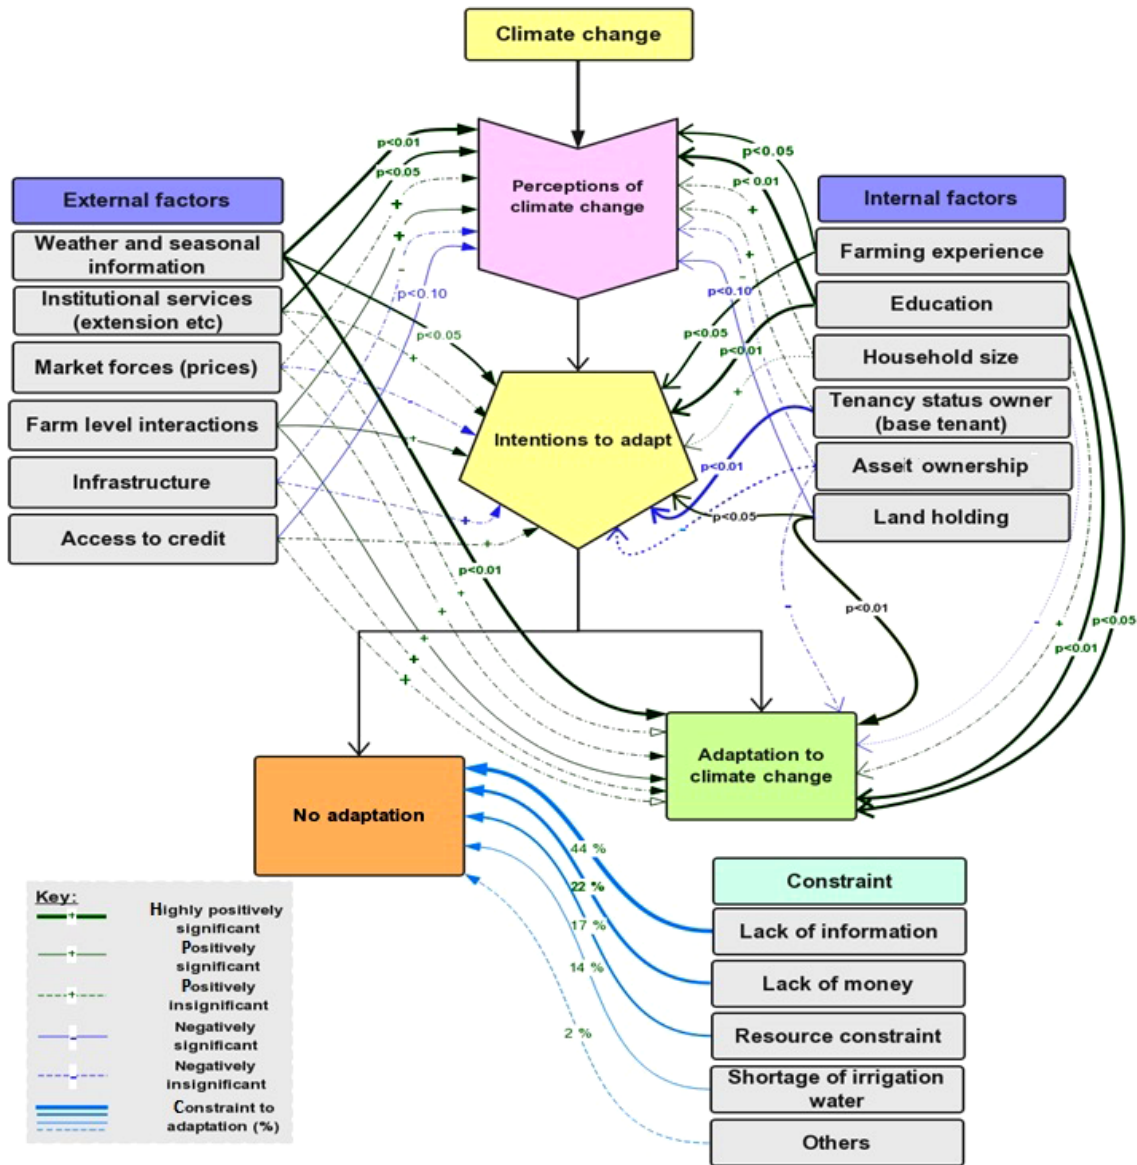 Climate change
p<0.01
p<0.05
p<0.05
p< 0.01
Perceptions of
climate change
External factors
Internal factors
Weather and seasonal
information
Institutional services
(extension etc)
Market forces (prices)
Farm level interactions
Infrastructure
Access to credit
Farming experience
Education
Household size
Tenancy status owner
(base tenant)
Asset ownership
Land holding
+
+
-
+
+
-
p<0.10
p<0.10
p<0.05
p<0.05
p<0.01
+
-
+
+
+
+
Intentions to adapt
p<0.01
-
p<0.05
p<0.01
+
+
+
+
+
p<0.01
-
-
+
p<0.05
p<0.01
Adaptation to
climate change
No adaptation
44 %
22 %
17 %
14 %
2 %
Constraint
Lack of information
Lack of money
Resource constraint
Shortage of irrigation
water
Others
Key:
+ Highly positively
significant
+ Positively
significant
+ Positively
insignificant
- Negatively
significant
- Negatively
insignificant
Constraint to
adaptation (%)